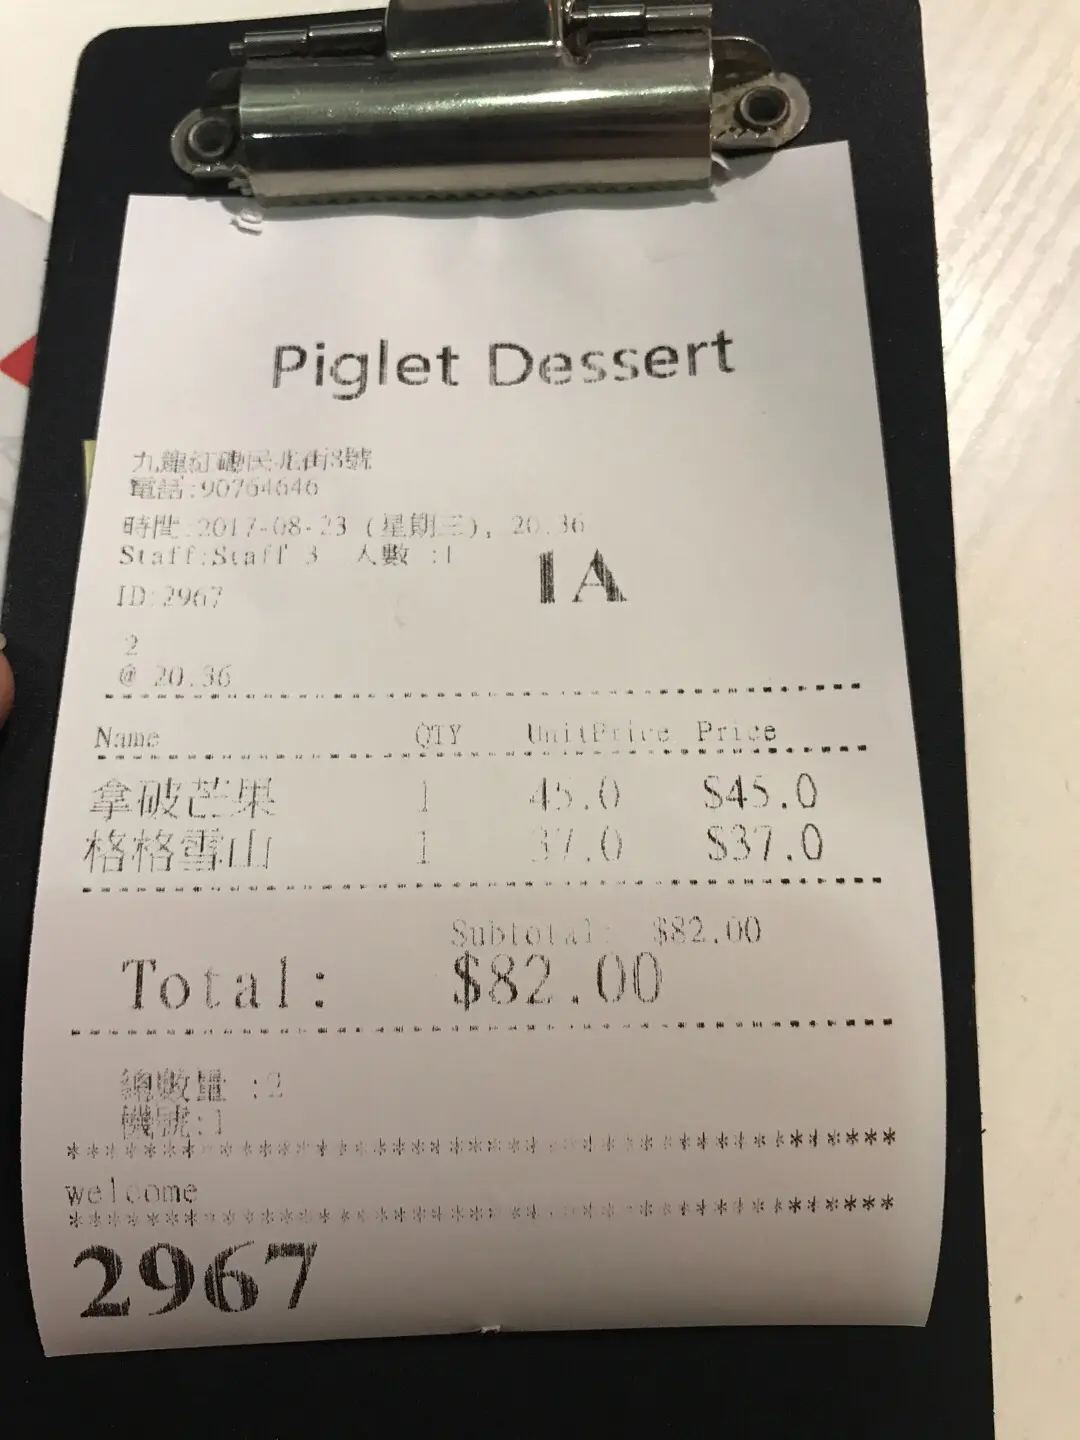 Piglet Dessert
九龍紅磡民兆街8號
電話:90764646
時間:2017-08-23 (星期三), 20:36
Staff:Staff 3 人數 :1
1A
ID:2967
2
@ 20:36
Name QTY UnitPrice Price
拿破芒果 1 45.0 $45.0
格格雪山 1 37.0 $37.0
Subtotal: $82.00
Total: $82.00
總數量 :2
機號:1
**********************************************
welcome
**********************************************
2967